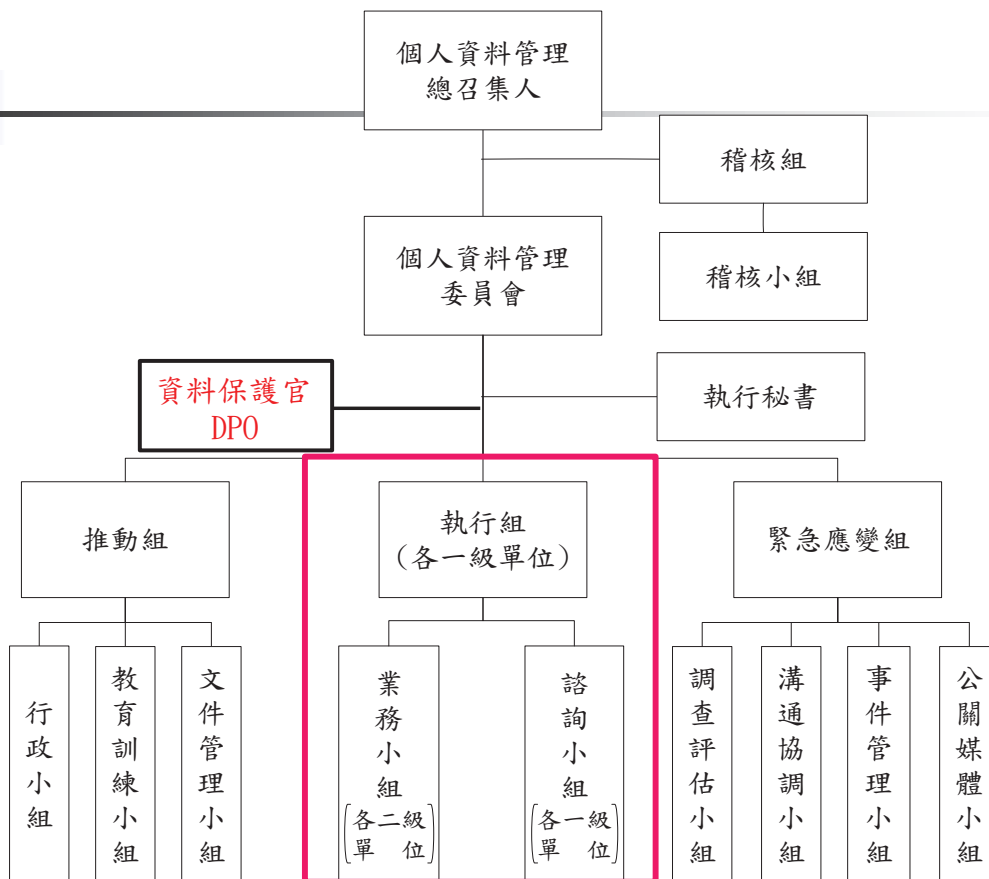 個人資料管理
總召集人
稽核組
個人資料管理
委員會
稽核小組
資料保護官
DPO
執行秘書
推動組
執行組
(各一級單位)
緊急應變組
行政小組
教育訓練小組
文件管理小組
業務小組
(各二級
單 位)
諮詢小組
(各一級
單 位)
調查評估小組
溝通協調小組
事件管理小組
公關媒體小組